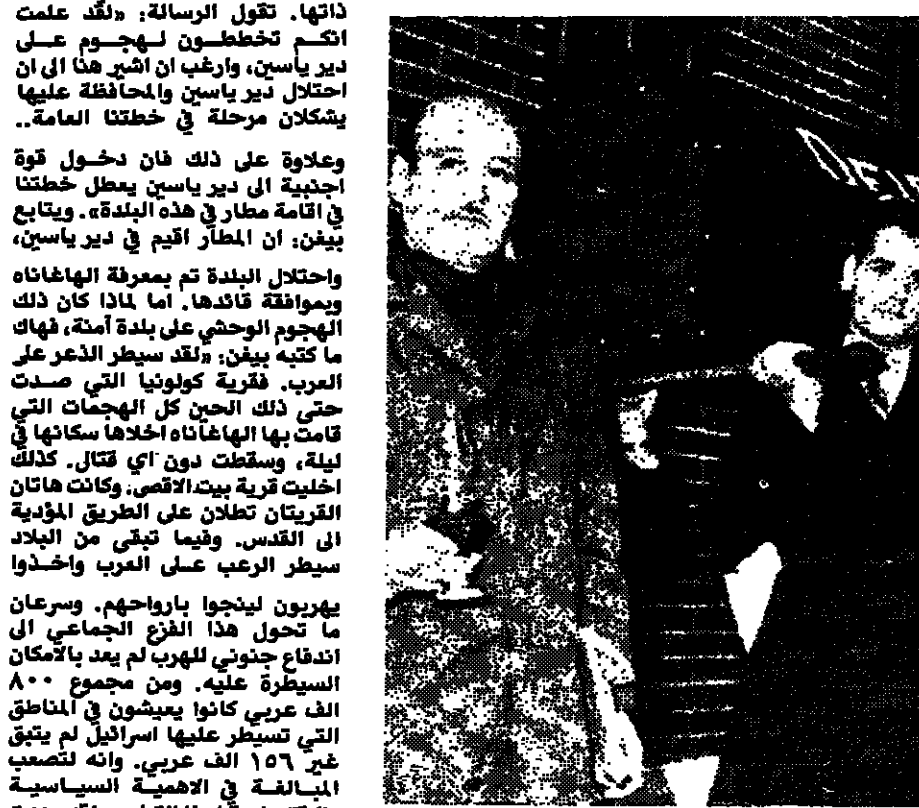 ذاتها. تقول الرسالة: «لقد علمت
انكم تخططون لهجوم على
دير ياسين، وارغب ان اشير هنا الى ان
احتلال دير ياسين والمحافظة عليها
يشكلان مرحلة في خطتنا العامة..
وعلاوة على ذلك فان دخول قوة
اجنبية الى دير ياسين يعطل خطتنا
في اقامة مطار في هذه البلدة». ويتابع
بيغن: ان المطار اقيم في دير ياسين،
واحتلال البلدة تم بمعرفة الهاغاناه
وبموافقة قائدها. اما لماذا كان ذلك
الهجوم الوحشي على بلدة آمنة، فهاك
ما كتبه بيغن: «لقد سيطر الذعر على
العرب. فقرية كولونيا التي صدت
حتى ذلك الحين كل الهجمات التي
قامت بها الهاغاناه اخلاها سكانها في
ليلة، وسقطت دون اي قتال. كذلك
اخليت قرية بيت الاقصى، وكانت هاتان
القريتان تطلان على الطريق المؤدية
الى القدس. وفيما تبقى من البلاد
سيطر الرعب على العرب واخذوا
يهربون لينجوا بارواحهم. وسرعان
ما تحول هذا الفزع الجماعي الى
اندفاع جنوني للهرب لم يعد بالامكان
السيطرة عليه. ومن مجموع ٨٠٠
الف عربي كانوا يعيشون في المناطق
التي تسيطر عليها اسرائيل لم يتبق
غير ١٥٦ الف عربي. وانه لتصعب
المبالغة في الاهمية السياسية